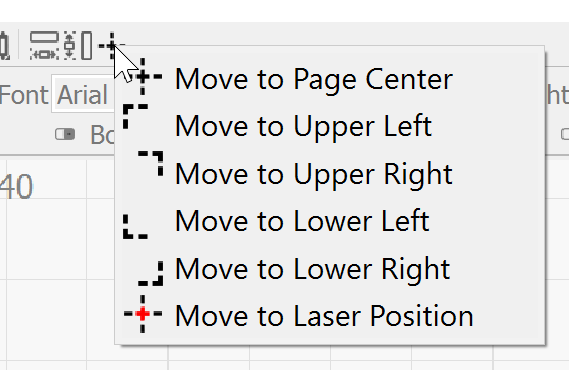 Font Arial
Bo
ht
40
Move to Page Center
Move to Upper Left
Move to Upper Right
Move to Lower Left
Move to Lower Right
Move to Laser Position